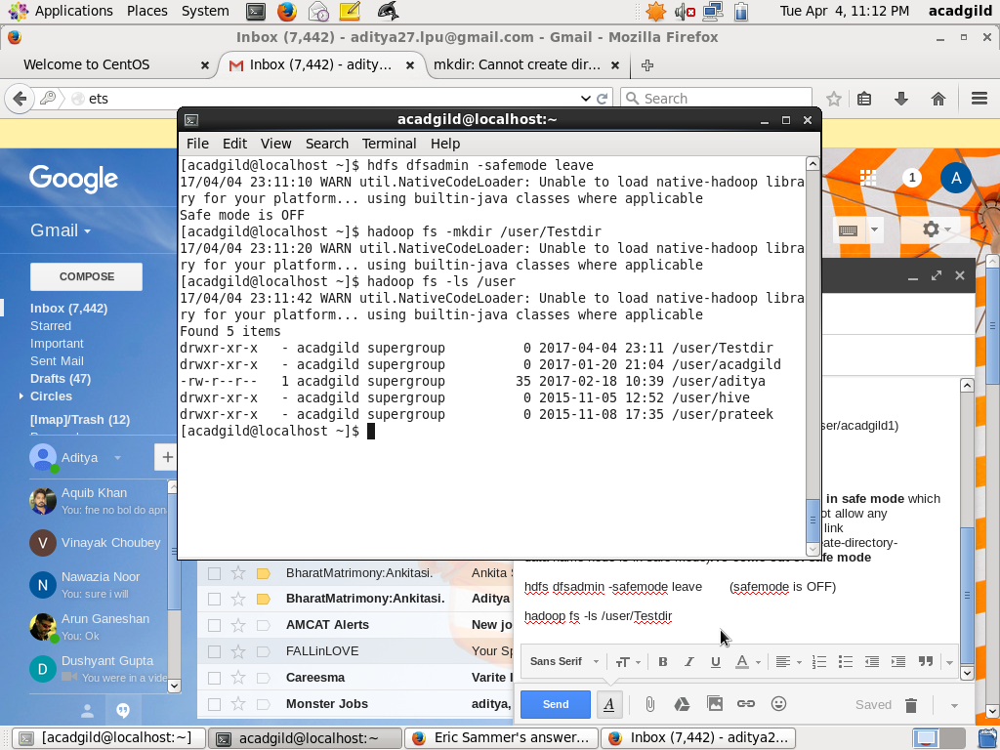 Applications Places System
Tue Apr 4, 11:12 PM acadgild
Inbox (7,442) - aditya27.lpu@gmail.com - Gmail - Mozilla Firefox
Welcome to CentOS
Inbox (7,442) - adity...
mkdir: Cannot create dir...
ets
Search
acadgild@localhost:~
File Edit View Search Terminal Help
[acadgild@localhost ~]$ hdfs dfsadmin -safemode leave
17/04/04 23:11:10 WARN util.NativeCodeLoader: Unable to load native-hadoop libra
ry for your platform... using builtin-java classes where applicable
Safe mode is OFF
[acadgild@localhost ~]$ hadoop fs -mkdir /user/Testdir
17/04/04 23:11:20 WARN util.NativeCodeLoader: Unable to load native-hadoop libra
ry for your platform... using builtin-java classes where applicable
[acadgild@localhost ~]$ hadoop fs -ls /user
17/04/04 23:11:42 WARN util.NativeCodeLoader: Unable to load native-hadoop libra
ry for your platform... using builtin-java classes where applicable
Found 5 items
drwxr-xr-x   - acadgild supergroup          0 2017-04-04 23:11 /user/Testdir
drwxr-xr-x   - acadgild supergroup          0 2017-01-20 21:04 /user/acadgild
-rw-r--r--   1 acadgild supergroup         35 2017-02-18 10:39 /user/aditya
drwxr-xr-x   - acadgild supergroup          0 2015-11-05 12:52 /user/hive
drwxr-xr-x   - acadgild supergroup          0 2015-11-08 17:35 /user/prateek
[acadgild@localhost ~]$
Google
1
A
Gmail
COMPOSE
Inbox (7,442)
Starred
Important
Sent Mail
Drafts (47)
Circles
[Imap]/Trash (12)
Aditya
Aquib Khan
You: fne no bol do apn
V
Vinayak Choubey
N
Nawazia Noor
You: sure i will
Arun Ganeshan
You: Ok
D
Dushyant Gupta
You were in a vide
ser/acadgild1)
in safe mode which
ot allow any
link
eate-directory-
hdfs dfsadmin -safemode leave (safemode is OFF)
hadoop fs -ls /user/Testdir
BharatMatrimony:Ankitasi. Ankita
BharatMatrimony:Ankitasi. Aditya
AMCAT Alerts New jo
FALLinLOVE Your Sp
Careesma Varite I
Monster Jobs aditya,
Sans Serif
Send
Saved
[acadgild@localhost:~]
acadgild@localhost:~
Eric Sammer's answer...
Inbox (7,442) - aditya2...